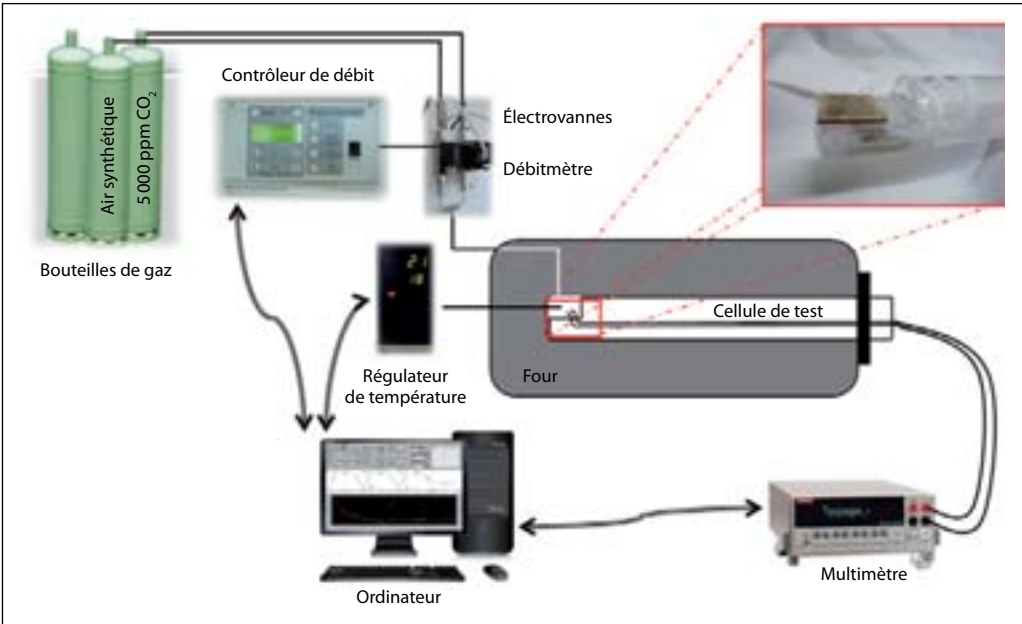 Air synthétique
5 000 ppm CO2
Bouteilles de gaz
Contrôleur de débit
Électrovannes
Débitmètre
Régulateur
de température
Four
Cellule de test
Ordinateur
Multimètre